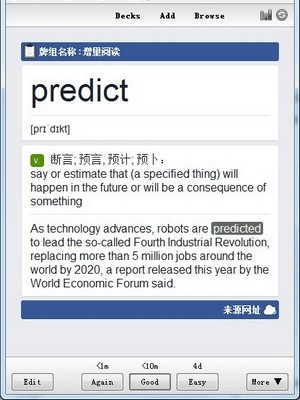 Decks Add Browse
牌组名称 : 增里阅读
predict
[prɪˈdɪkt]
v. 断言; 预言, 预计; 预卜 :
say or estimate that (a specified thing) will
happen in the future or will be a consequence of
something
As technology advances, robots are predicted
to lead the so-called Fourth Industrial Revolution,
replacing more than 5 million jobs around the
world by 2020, a report released this year by the
World Economic Forum said.
来源网址
<1m <10m 4d
Edit Again Good Easy More ▼